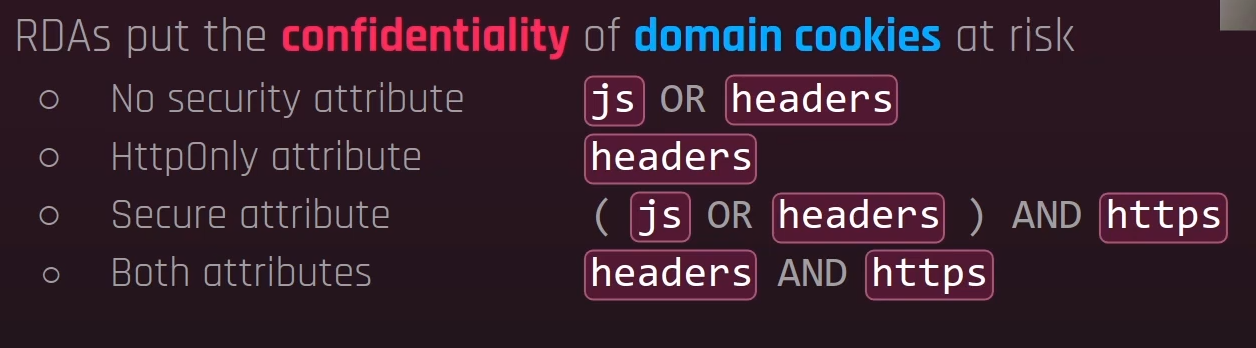 RDAs put the confidentiality of domain cookies at risk
○ No security attribute js OR headers
○ HttpOnly attribute headers
○ Secure attribute ( js OR headers ) AND https
○ Both attributes headers AND https